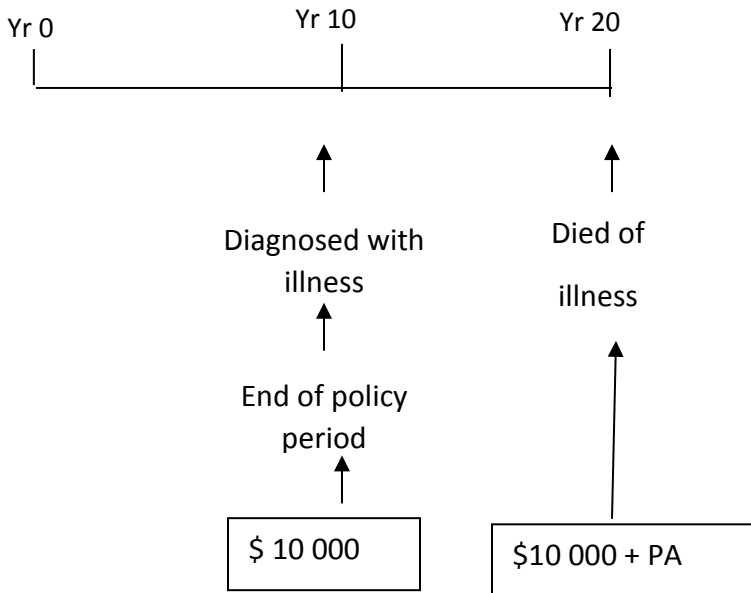 Yr 0
Yr 10
Yr 20
Diagnosed with
illness
Died of
illness
End of policy
period
$ 10 000
$10 000 + PA